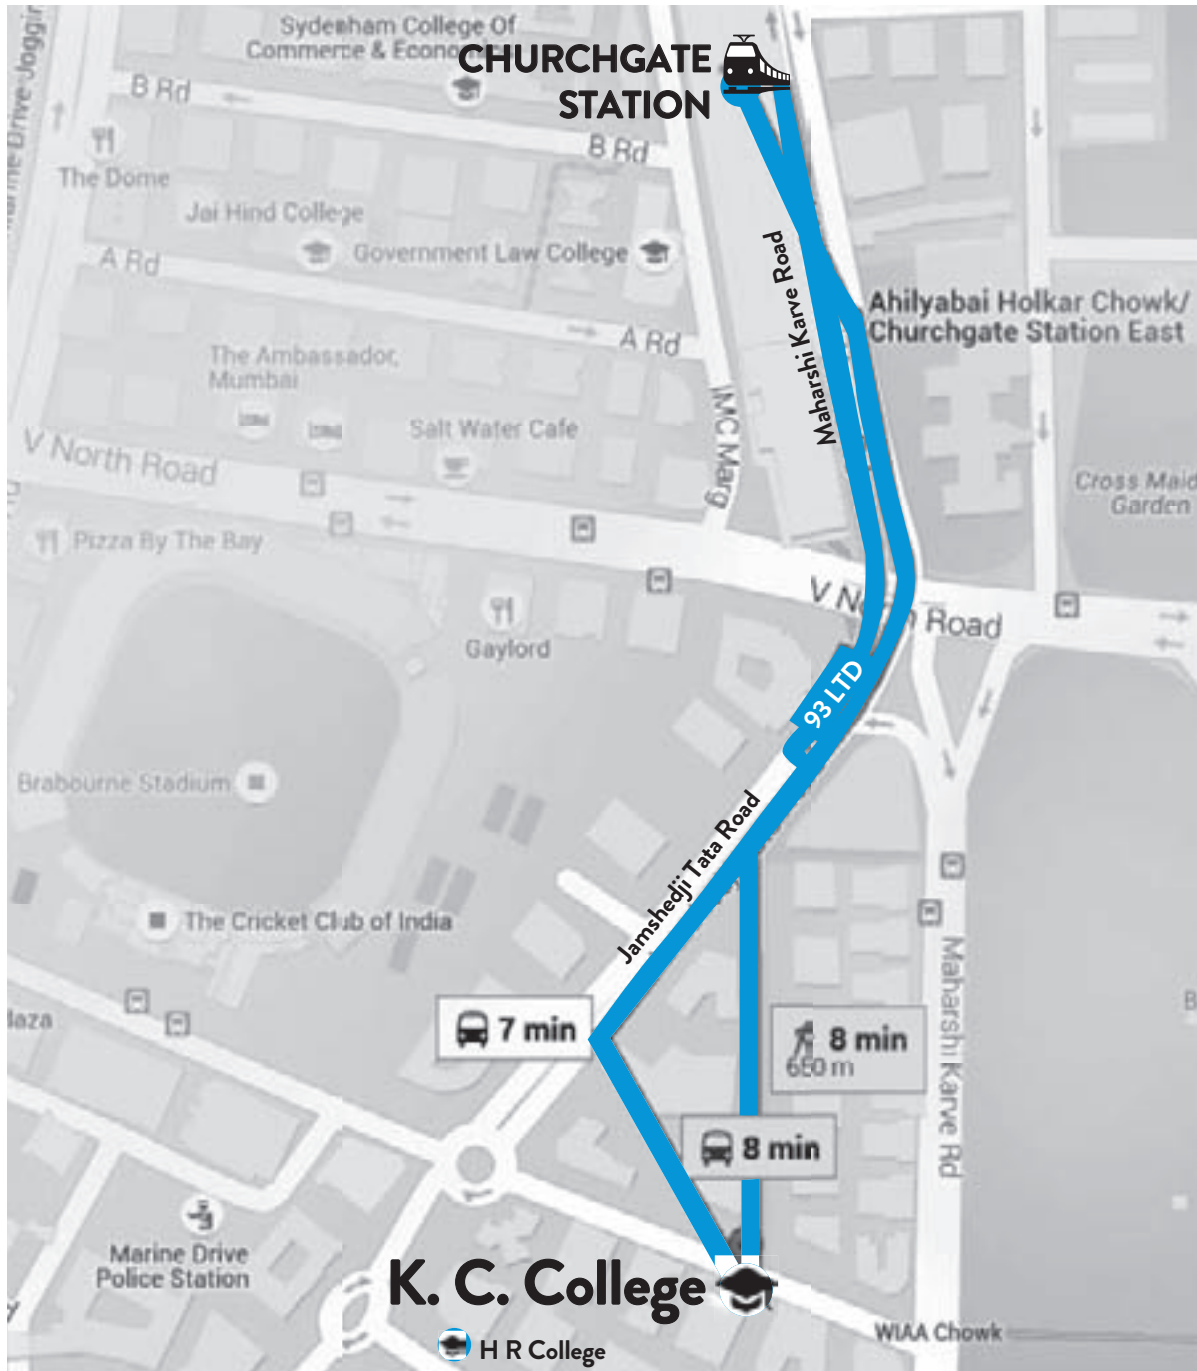 Sydenham College Of
Commerce & Econo
CHURCHGATE
STATION
B Rd
B Rd
The Dome
Jai Hind College
Government Law College
A Rd
A Rd
Maharshi Karve Road
Ahilyabai Holkar Chowk/
Churchgate Station East
The Ambassador,
Mumbai
Salt Water Cafe
IMC Marg
V North Road
Cross Maid
Garden
Pizza By The Bay
V North Road
Gaylord
93 LTD
Brabourne Stadium
Jamshedji Tata Road
The Cricket Club of India
Maharshi Karve Rd
laza
7 min
8 min
650 m
8 min
Marine Drive
Police Station
K. C. College
H R College
WIAA Chowk